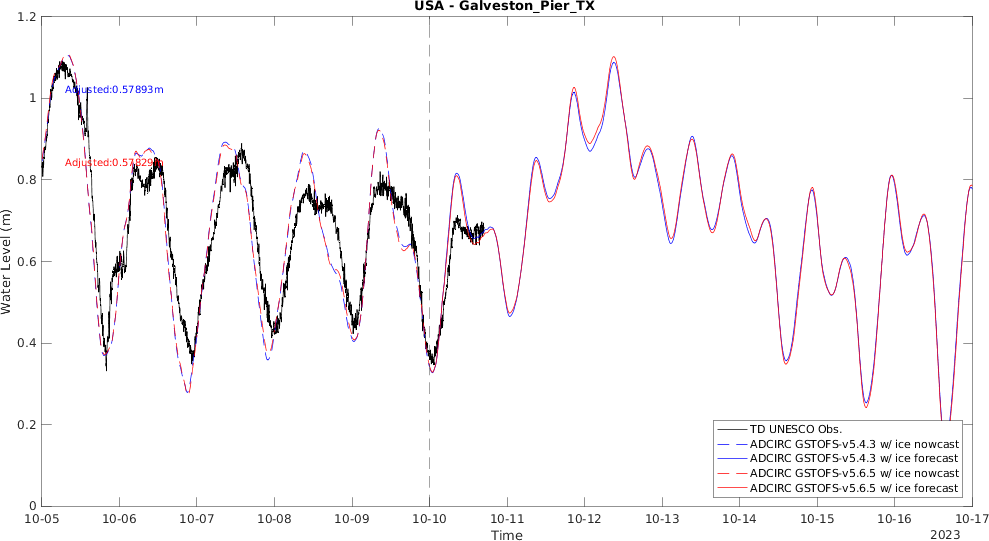 USA - Galveston_Pier_TX
Water Level (m)
1.2
1
0.8
0.6
0.4
0.2
0
Adjusted:0.57893m
Adjusted:0.57829m
TD UNESCO Obs.
ADCIRC GSTOFS-v5.4.3 w/ ice nowcast
ADCIRC GSTOFS-v5.4.3 w/ ice forecast
ADCIRC GSTOFS-v5.6.5 w/ ice nowcast
ADCIRC GSTOFS-v5.6.5 w/ ice forecast
10-05 10-06 10-07 10-08 10-09 10-10 10-11 10-12 10-13 10-14 10-15 10-16 10-17
Time
2023